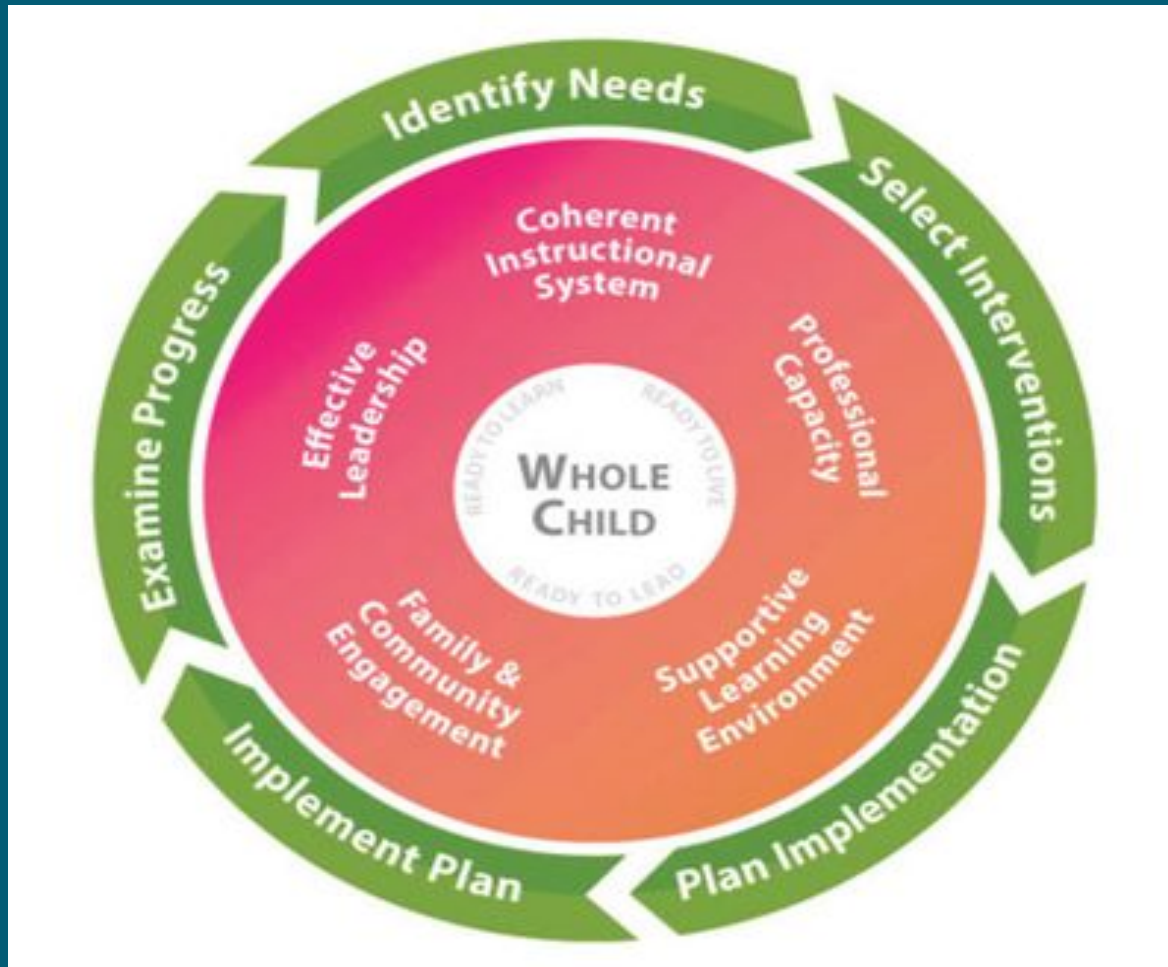 Identify Needs
Select Interventions
Plan Implementation
Implement Plan
Examine Progress
Coherent
Instructional
System
Professional
Capacity
Supportive
Learning
Environment
Family &
Community
Engagement
Effective
Leadership
READY TO LEARN
READY TO LIVE
READY TO LEAD
WHOLE
CHILD